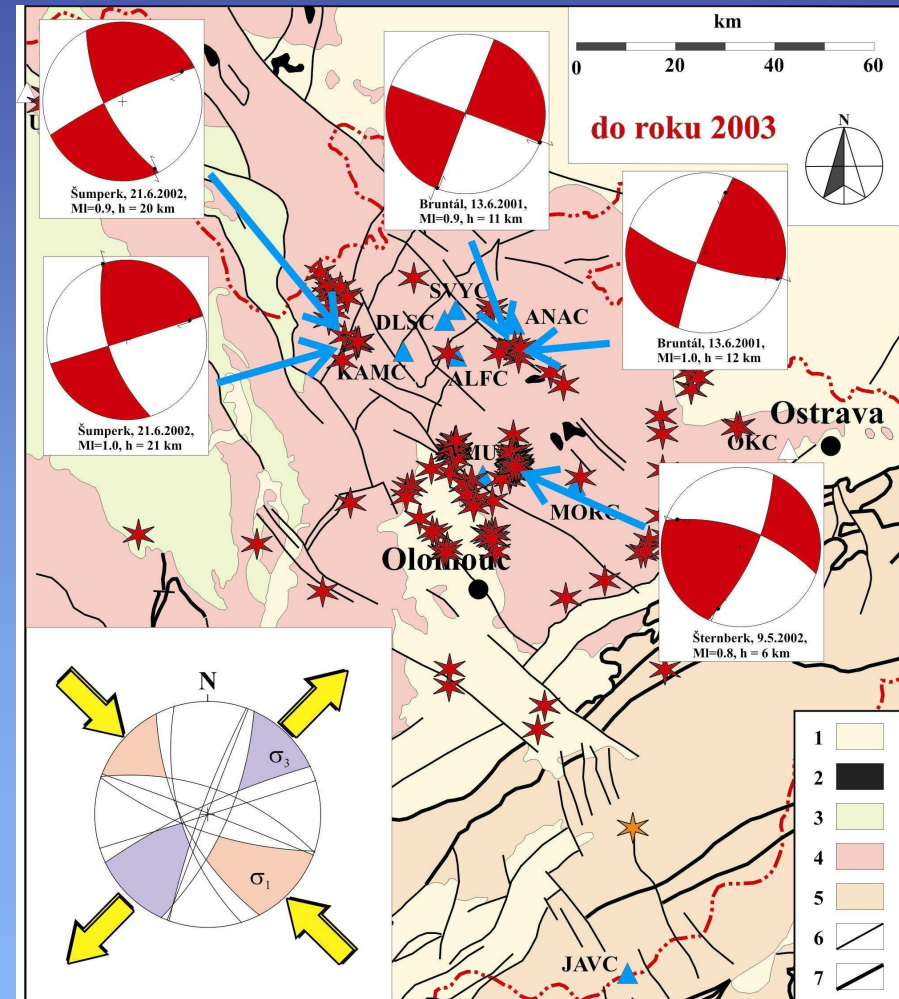 km
0 20 40 60
do roku 2003
N
Šumperk, 21.6.2002,
Ml=0.9, h = 20 km
Bruntál, 13.6.2001,
Ml=0.9, h = 11 km
Bruntál, 13.6.2001,
Ml=1.0, h = 12 km
Šumperk, 21.6.2002,
Ml=1.0, h = 21 km
SVYC
DLSC
ANAC
KAMC
ALFC
Ostrava
OKC
MORC
Olomouc
Šternberk, 9.5.2002,
Ml=0.8, h = 6 km
N
σ3
σ1
JAVC
1
2
3
4
5
6
7